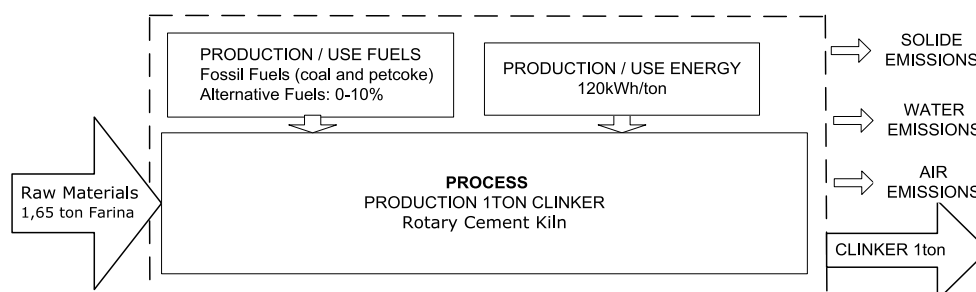 PRODUCTION / USE FUELS
Fossil Fuels (coal and petcoke)
Alternative Fuels: 0-10%
PRODUCTION / USE ENERGY
120kWh/ton
SOLIDE
EMISSIONS
WATER
EMISSIONS
AIR
EMISSIONS
Raw Materials
1,65 ton Farina
PROCESS
PRODUCTION 1TON CLINKER
Rotary Cement Kiln
CLINKER 1ton